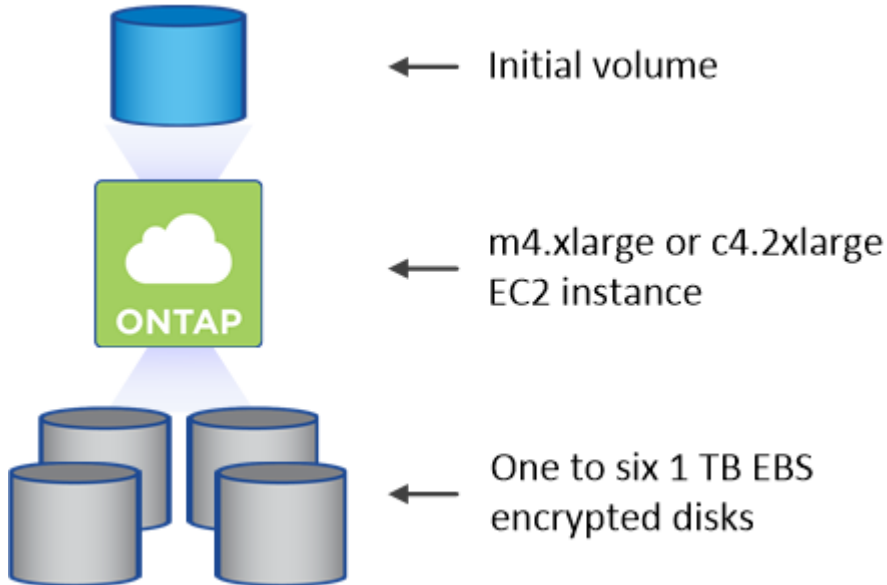 Initial volume
m4.xlarge or c4.2xlarge
EC2 instance
ONTAP
One to six 1 TB EBS
encrypted disks